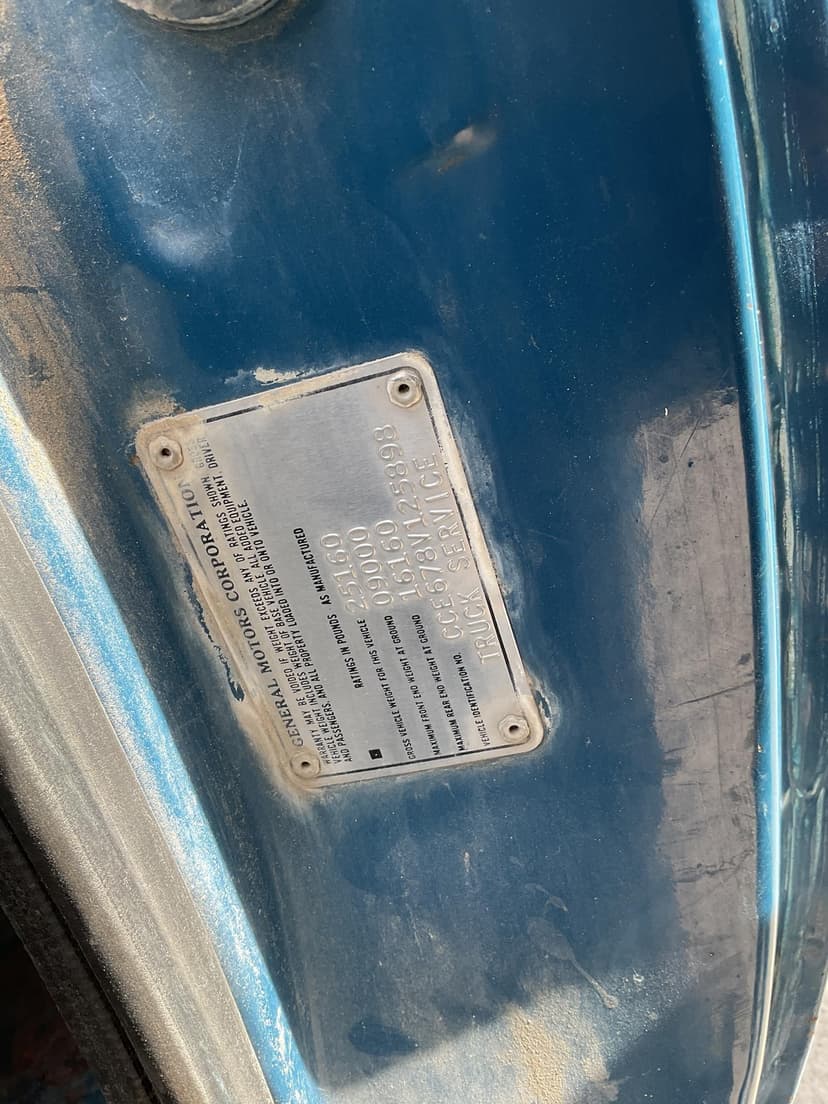 GENERAL MOTORS CORPORATION
WARRANTY MAY BE VOIDED IF WEIGHT EXCEEDS ANY OF RATINGS SHOWN
VEHICLE WEIGHT INCLUDES WEIGHT OF BASE VEHICLE, ALL ADDED EQUIPMENT, DRIVER
AND PASSENGERS, AND ALL PROPERTY LOADED INTO OR ONTO VEHICLE
RATINGS IN POUNDS AS MANUFACTURED
GROSS VEHICLE WEIGHT FOR THIS VEHICLE 25160
MAXIMUM FRONT END WEIGHT AT GROUND 09000
MAXIMUM REAR END WEIGHT AT GROUND 16160
VEHICLE IDENTIFICATION NO. CCE678V125898
TRUCK SERVICE